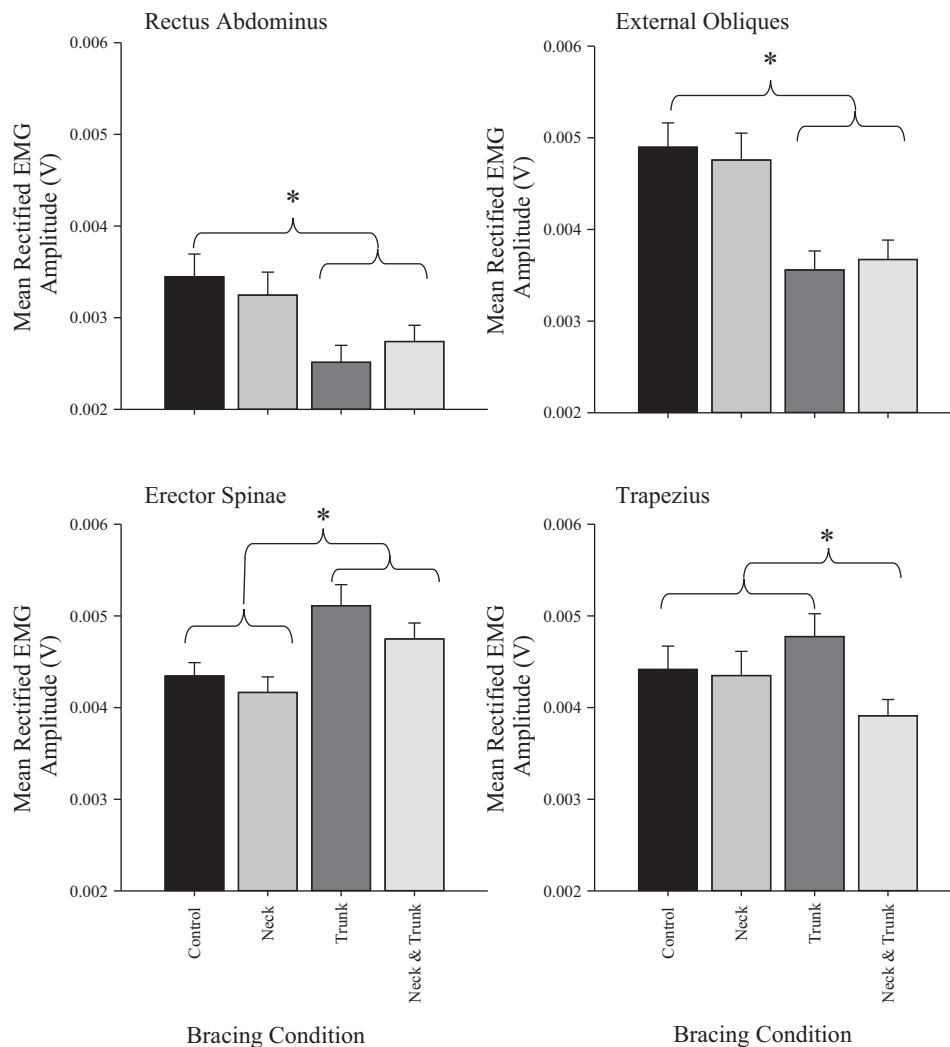 Rectus Abdominus
Mean Rectified EMG
Amplitude (V)
0.006
0.005
0.004
0.003
0.002
*
External Obliques
Mean Rectified EMG
Amplitude (V)
0.006
0.005
0.004
0.003
0.002
*
Erector Spinae
Mean Rectified EMG
Amplitude (V)
0.006
0.005
0.004
0.003
0.002
*
Control
Neck
Trunk
Neck & Trunk
Bracing Condition
Trapezius
Mean Rectified EMG
Amplitude (V)
0.006
0.005
0.004
0.003
0.002
*
Control
Neck
Trunk
Neck & Trunk
Bracing Condition